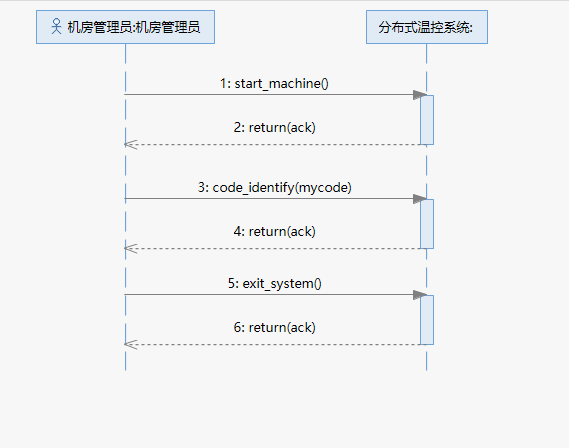 机房管理员:机房管理员
分布式温控系统:
1: start_machine()
2: return(ack)
3: code_identify(mycode)
4: return(ack)
5: exit_system()
6: return(ack)